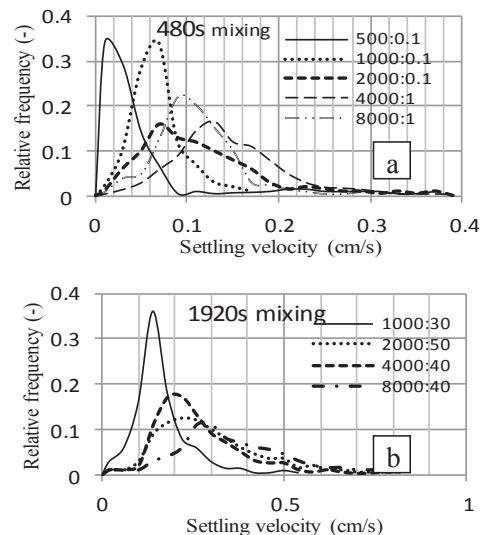 480s mixing
0.4
0.3
0.2
0.1
0
Relative frequency (-)
500:0.1
1000:0.1
2000:0.1
4000:1
8000:1
a
0 0.1 0.2 0.3 0.4
Settling velocity (cm/s)
1920s mixing
0.4
0.3
0.2
0.1
0
Relative frequency (-)
1000:30
2000:50
4000:40
8000:40
b
0 0.5 1
Settling velocity (cm/s)